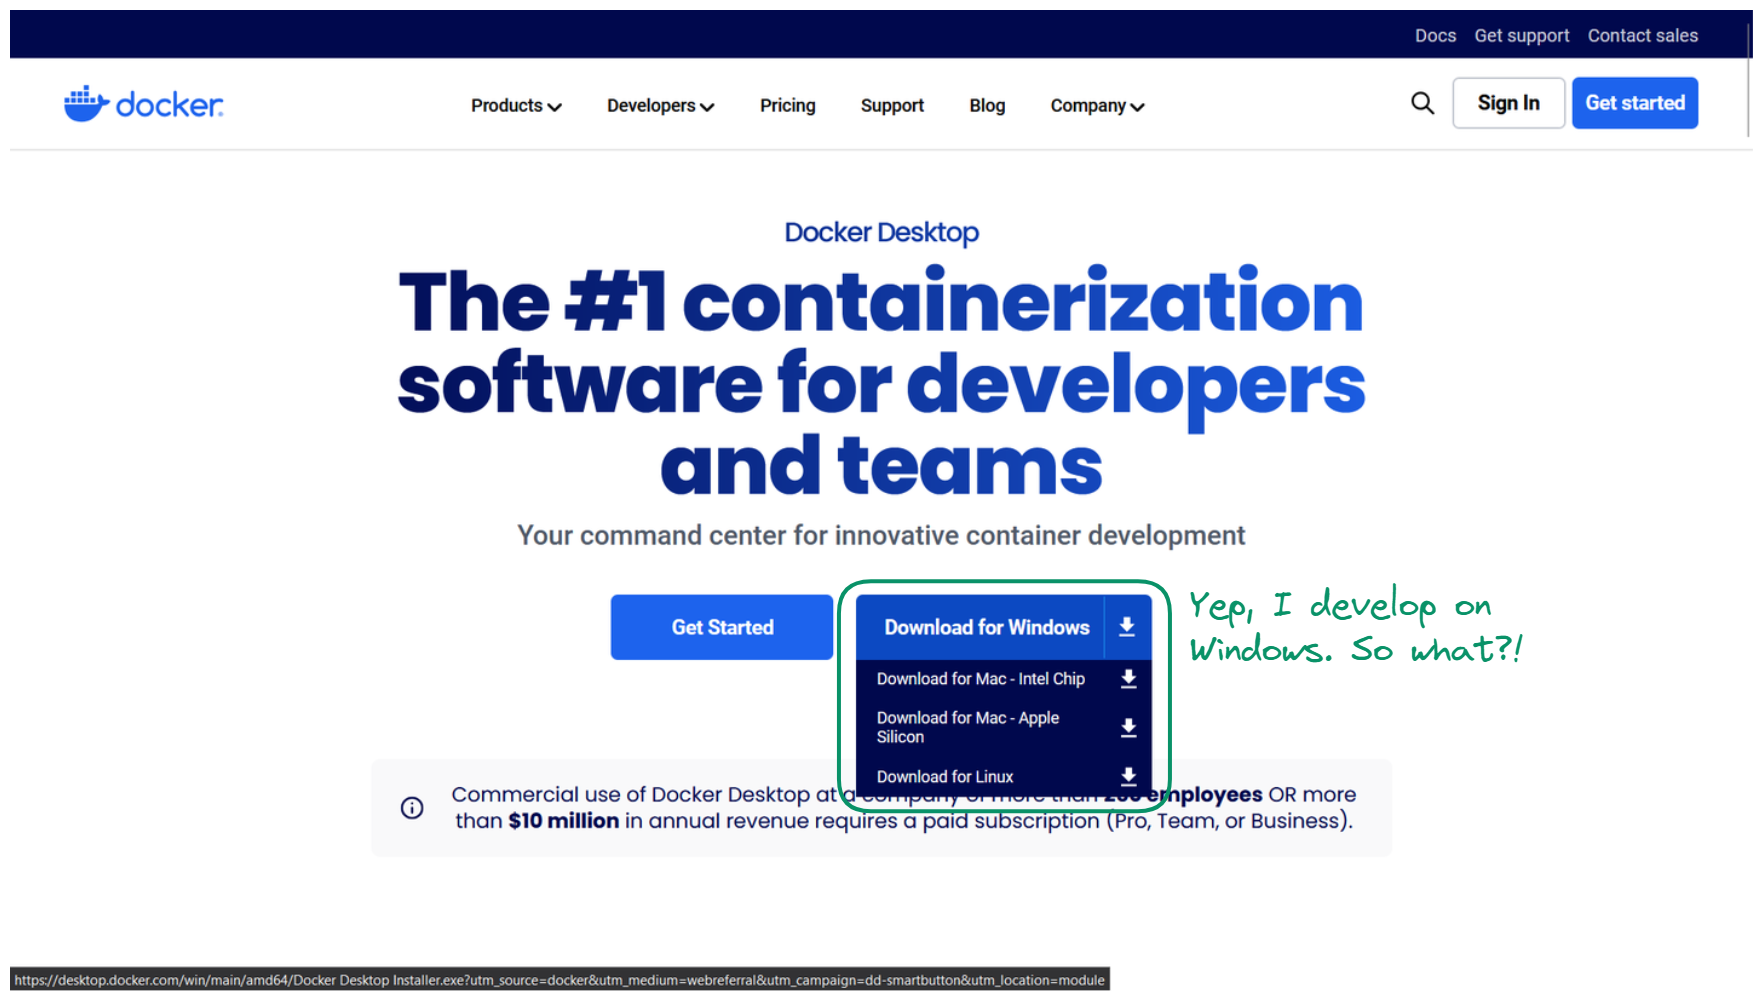 Docs Get support Contact sales
docker
Products Developers Pricing Support Blog Company Sign In Get started
Docker Desktop
The #1 containerization
software for developers
and teams
Your command center for innovative container development
Get Started
Download for Windows
Yep, I develop on
Windows. So what?!
Download for Mac - Intel Chip
Download for Mac - Apple
Silicon
Download for Linux
Commercial use of Docker Desktop at a company of more than 250 employees OR more
than $10 million in annual revenue requires a paid subscription (Pro, Team, or Business).
https://desktop.docker.com/win/main/amd64/Docker Desktop Installer.exe?utm_source=docker&utm_medium=webreferral&utm_campaign=dd-smartbutton&utm_location=module